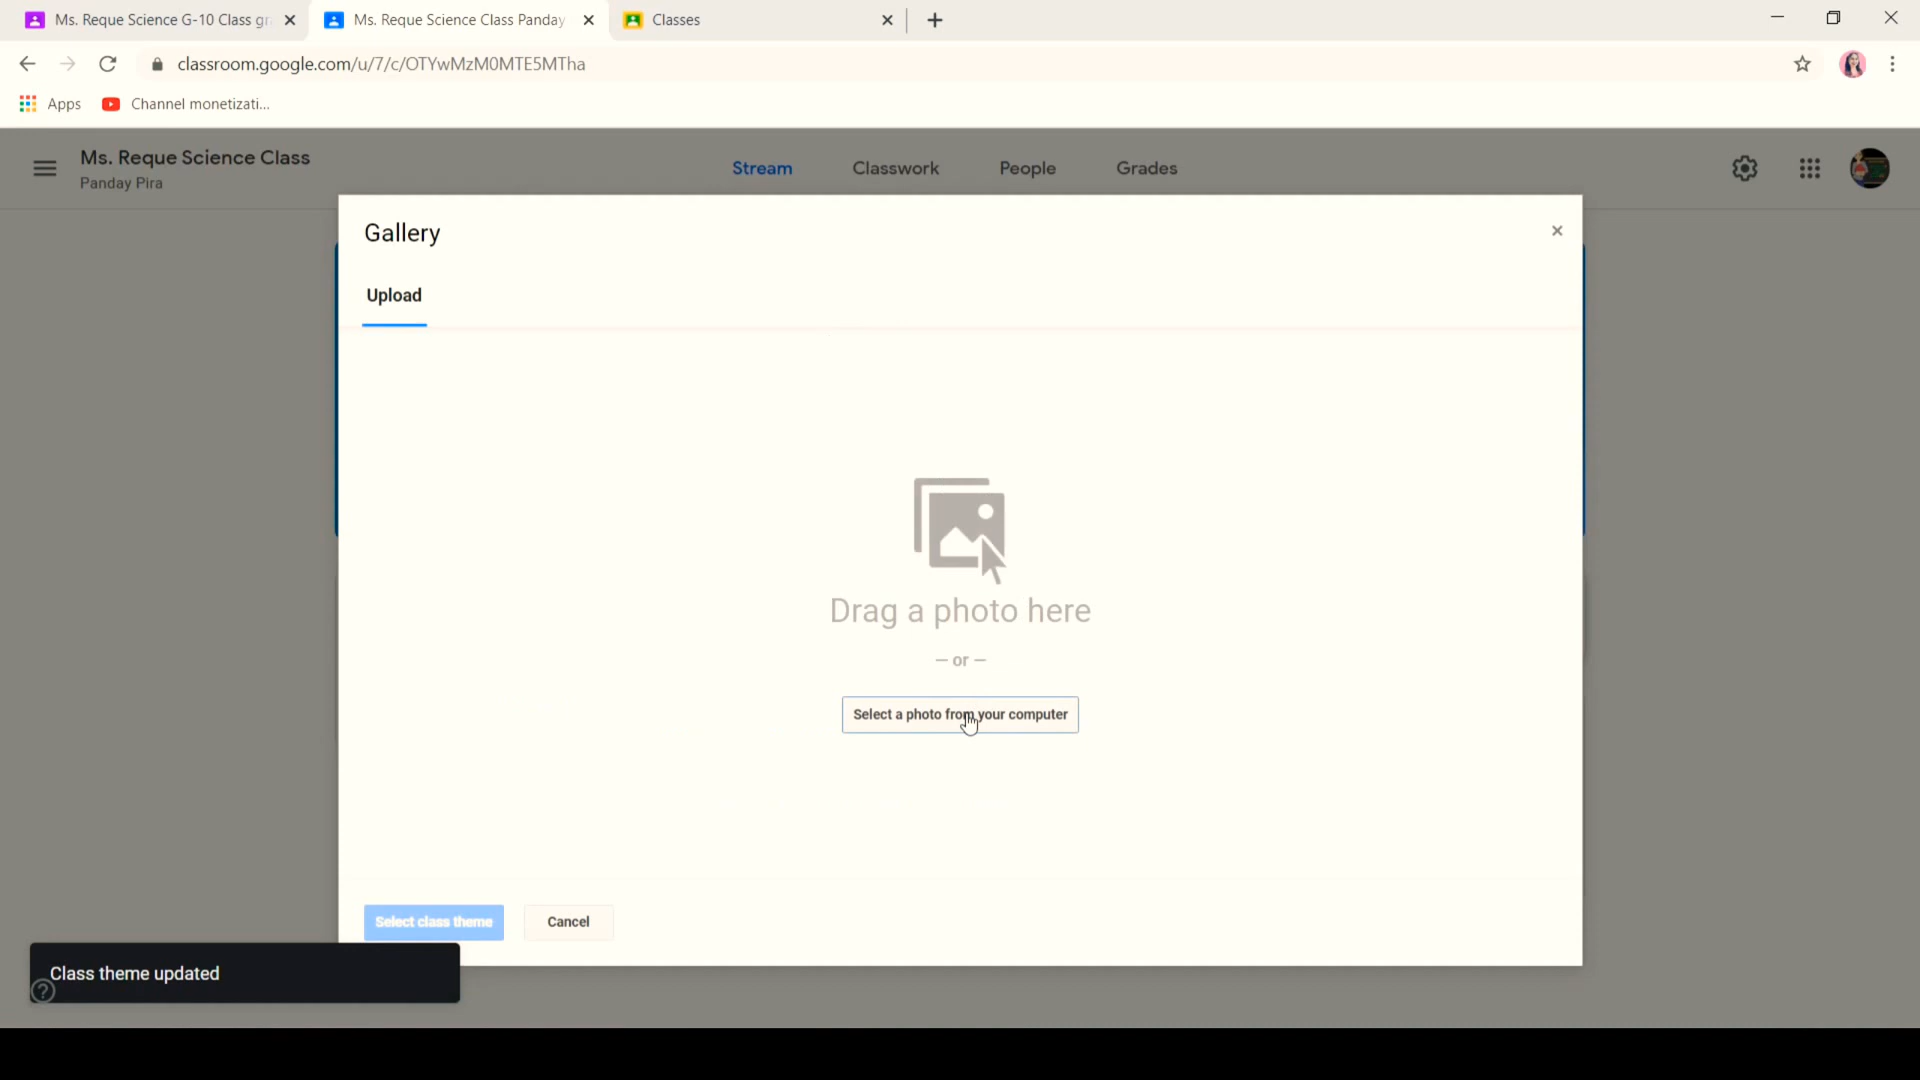 Ms. Reque Science G-10 Class gr
Ms. Reque Science Class Panday
Classes
classroom.google.com/u/7/c/OTYwMzM0MTE5MTha
Apps
Channel monetizati...
Ms. Reque Science Class
Panday Pira
Stream
Classwork
People
Grades
Gallery
Upload
Drag a photo here
– or –
Select a photo from your computer
Select class theme
Cancel
Class theme updated